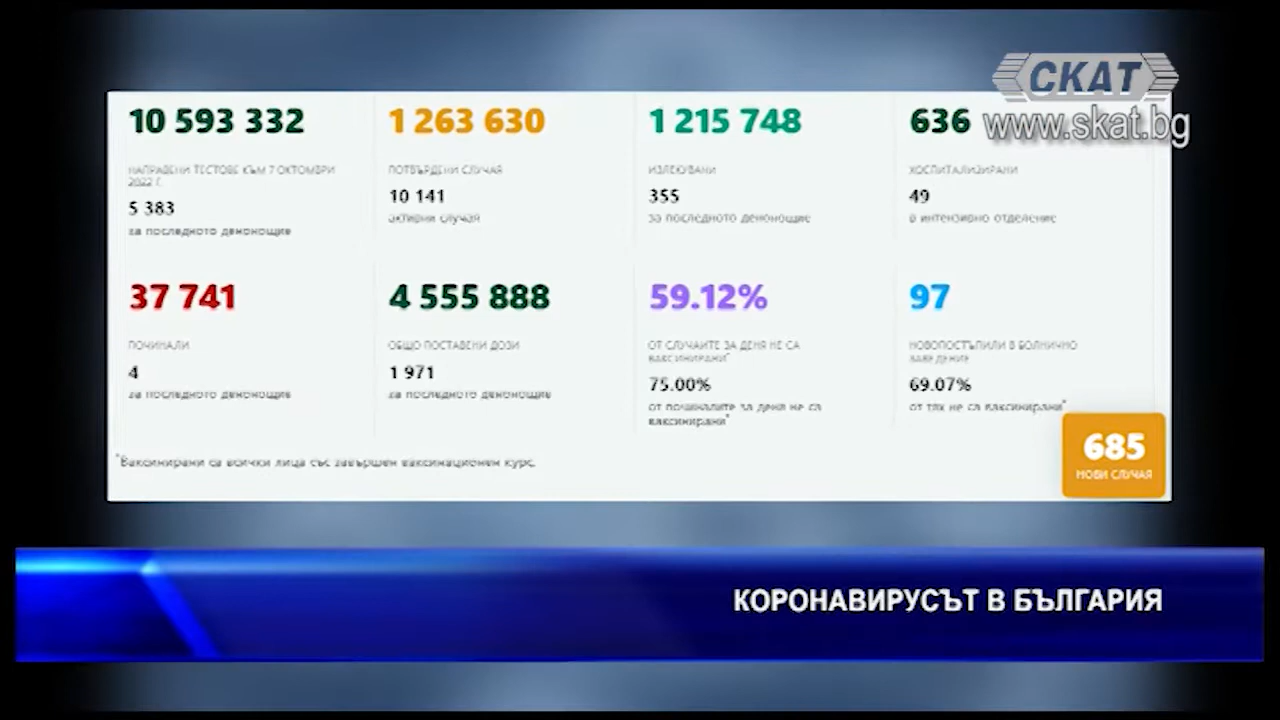 СКАТ
www.skat.bg
10 593 332
НАПРАВЕНИ ТЕСТОВЕ КЪМ 7 ОКТОМВРИ
2022 Г.
5 383
за последното денонощие
1 263 630
ПОТВЪРДЕНИ СЛУЧАЯ
10 141
активни случая
1 215 748
ИЗЛЕКУВАНИ
355
за последното денонощие
636
ХОСПИТАЛИЗИРАНИ
49
в интензивно отделение
37 741
ПОЧИНАЛИ
4
за последното денонощие
4 555 888
ОБЩО ПОСТАВЕНИ ДОЗИ
1 971
за последното денонощие
59.12%
ОТ СЛУЧАИТЕ ЗА ДЕНЯ НЕ СА
ВАКСИНИРАНИ*
75.00%
от починалите за деня не са
ваксинирани*
97
НОВОПОСТЪПИЛИ В БОЛНИЧНО
ЗАВЕДЕНИЕ
69.07%
от тях не са ваксинирани*
*Ваксинирани са всички лица със завършен ваксинационен курс.
685
НОВИ СЛУЧАЯ
КОРОНАВИРУСЪТ В БЪЛГАРИЯ